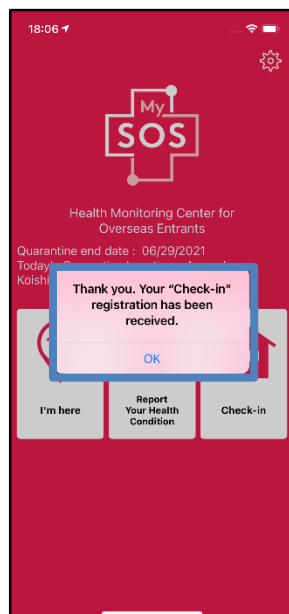 18:06
My
SOS
Health Monitoring Center for
Overseas Entrants
Quarantine end date : 06/29/2021
Koishi
Thank you. Your "Check-in"
registration has been
received.
OK
I'm here
Report
Your Health
Condition
Check-in